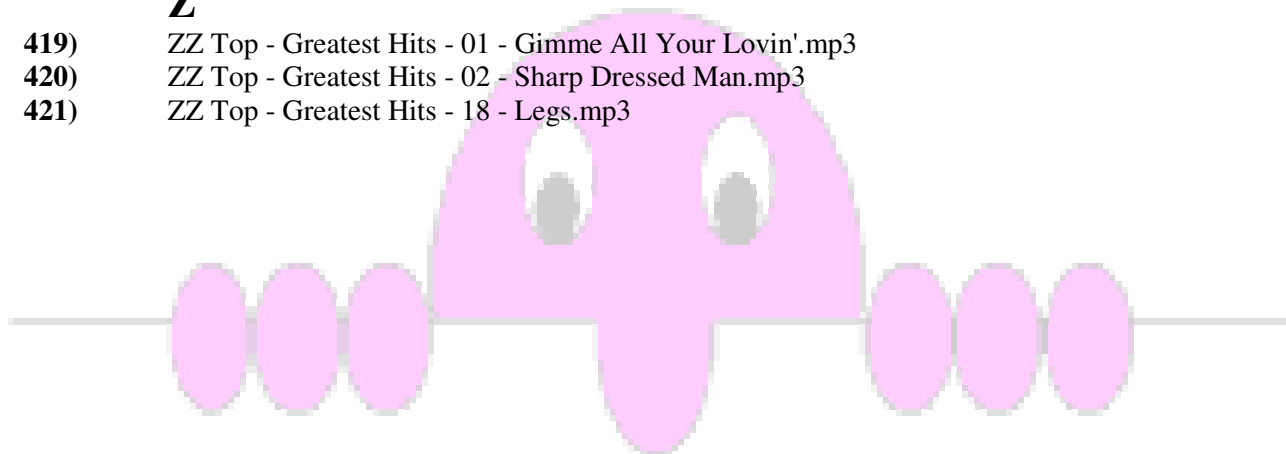 Z
419) ZZ Top - Greatest Hits - 01 - Gimme All Your Lovin'.mp3
420) ZZ Top - Greatest Hits - 02 - Sharp Dressed Man.mp3
421) ZZ Top - Greatest Hits - 18 - Legs.mp3